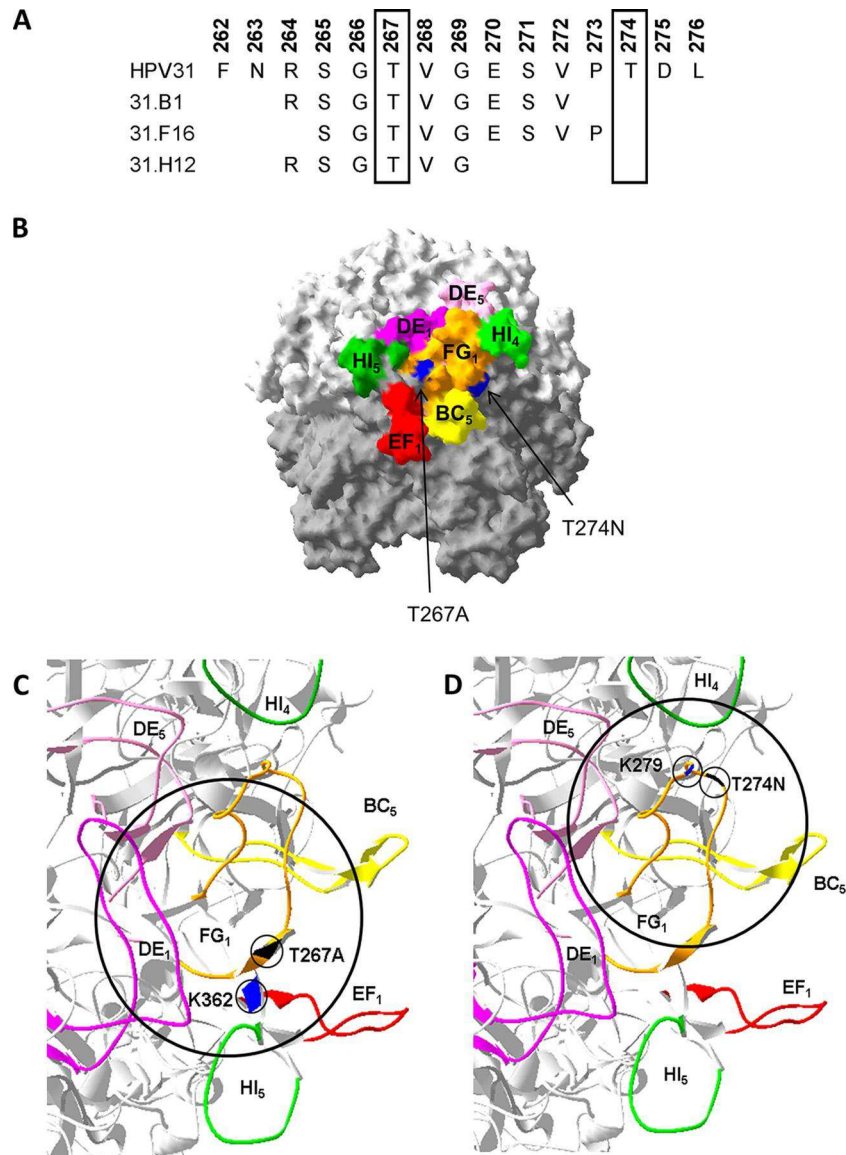 A
262 263 264 265 266 267 268 269 270 271 272 273 274 275 276
HPV31 F N R S G T V G E S V P T D L
31.B1 R S G T V G E S V
31.F16 S G T V G E S V P
31.H12 R S G T V G
B
DE5
DE1
HI4
FG1
HI5
BC5
EF1
T274N
T267A
C
HI4
DE5
BC5
FG1
T267A
DE1
K362
EF1
HI5
D
HI4
DE5
K279
T274N
BC5
FG1
DE1
EF1
HI5